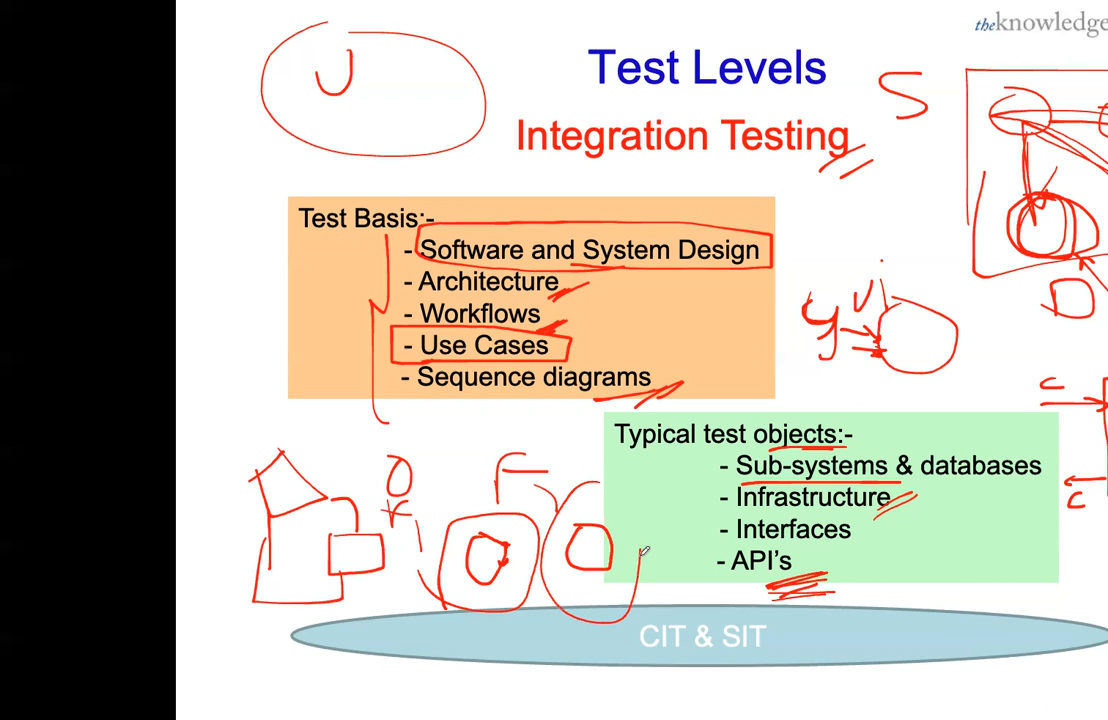 theknowledge
Test Levels
Integration Testing
U
S
Test Basis:-
- Software and System Design
- Architecture
- Workflows
- Use Cases
- Sequence diagrams
D
C
C
Typical test objects:-
- Sub-systems & databases
- Infrastructure
- Interfaces
- API's
CIT & SIT